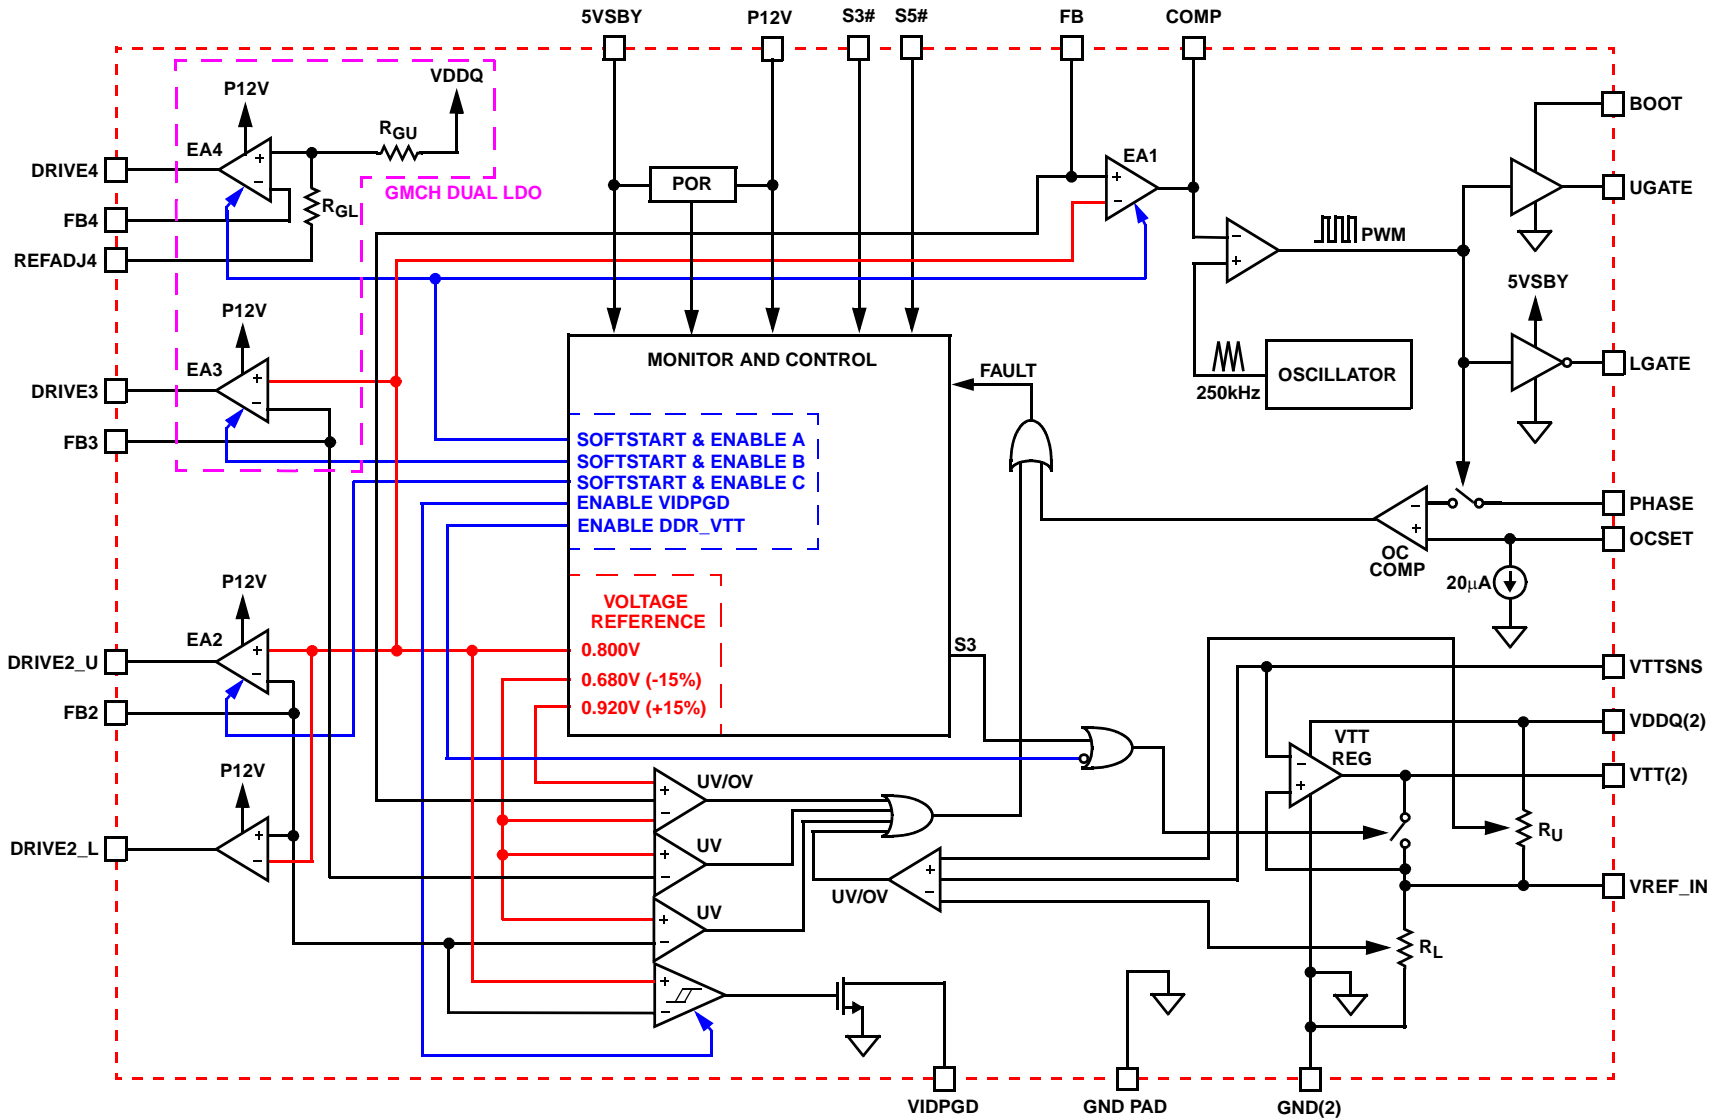 5VSBY
P12V
S3#
S5#
FB
COMP
VDDQ
P12V
RGU
EA4
DRIVE4
GMCH DUAL LDO
RGL
FB4
REFADJ4
POR
EA1
BOOT
UGATE
PWM
5VSBY
P12V
EA3
DRIVE3
FB3
MONITOR AND CONTROL
FAULT
250kHz
OSCILLATOR
LGATE
SOFTSTART & ENABLE A
SOFTSTART & ENABLE B
SOFTSTART & ENABLE C
ENABLE VIDPGD
ENABLE DDR_VTT
PHASE
OCSET
OC
COMP
20µA
P12V
EA2
DRIVE2_U
FB2
VOLTAGE
REFERENCE
0.800V
0.680V (-15%)
0.920V (+15%)
S3
VTTSNS
VDDQ(2)
VTT
REG
VTT(2)
P12V
DRIVE2_L
UV/OV
UV
UV
UV/OV
RU
VREF_IN
RL
VIDPGD
GND PAD
GND(2)